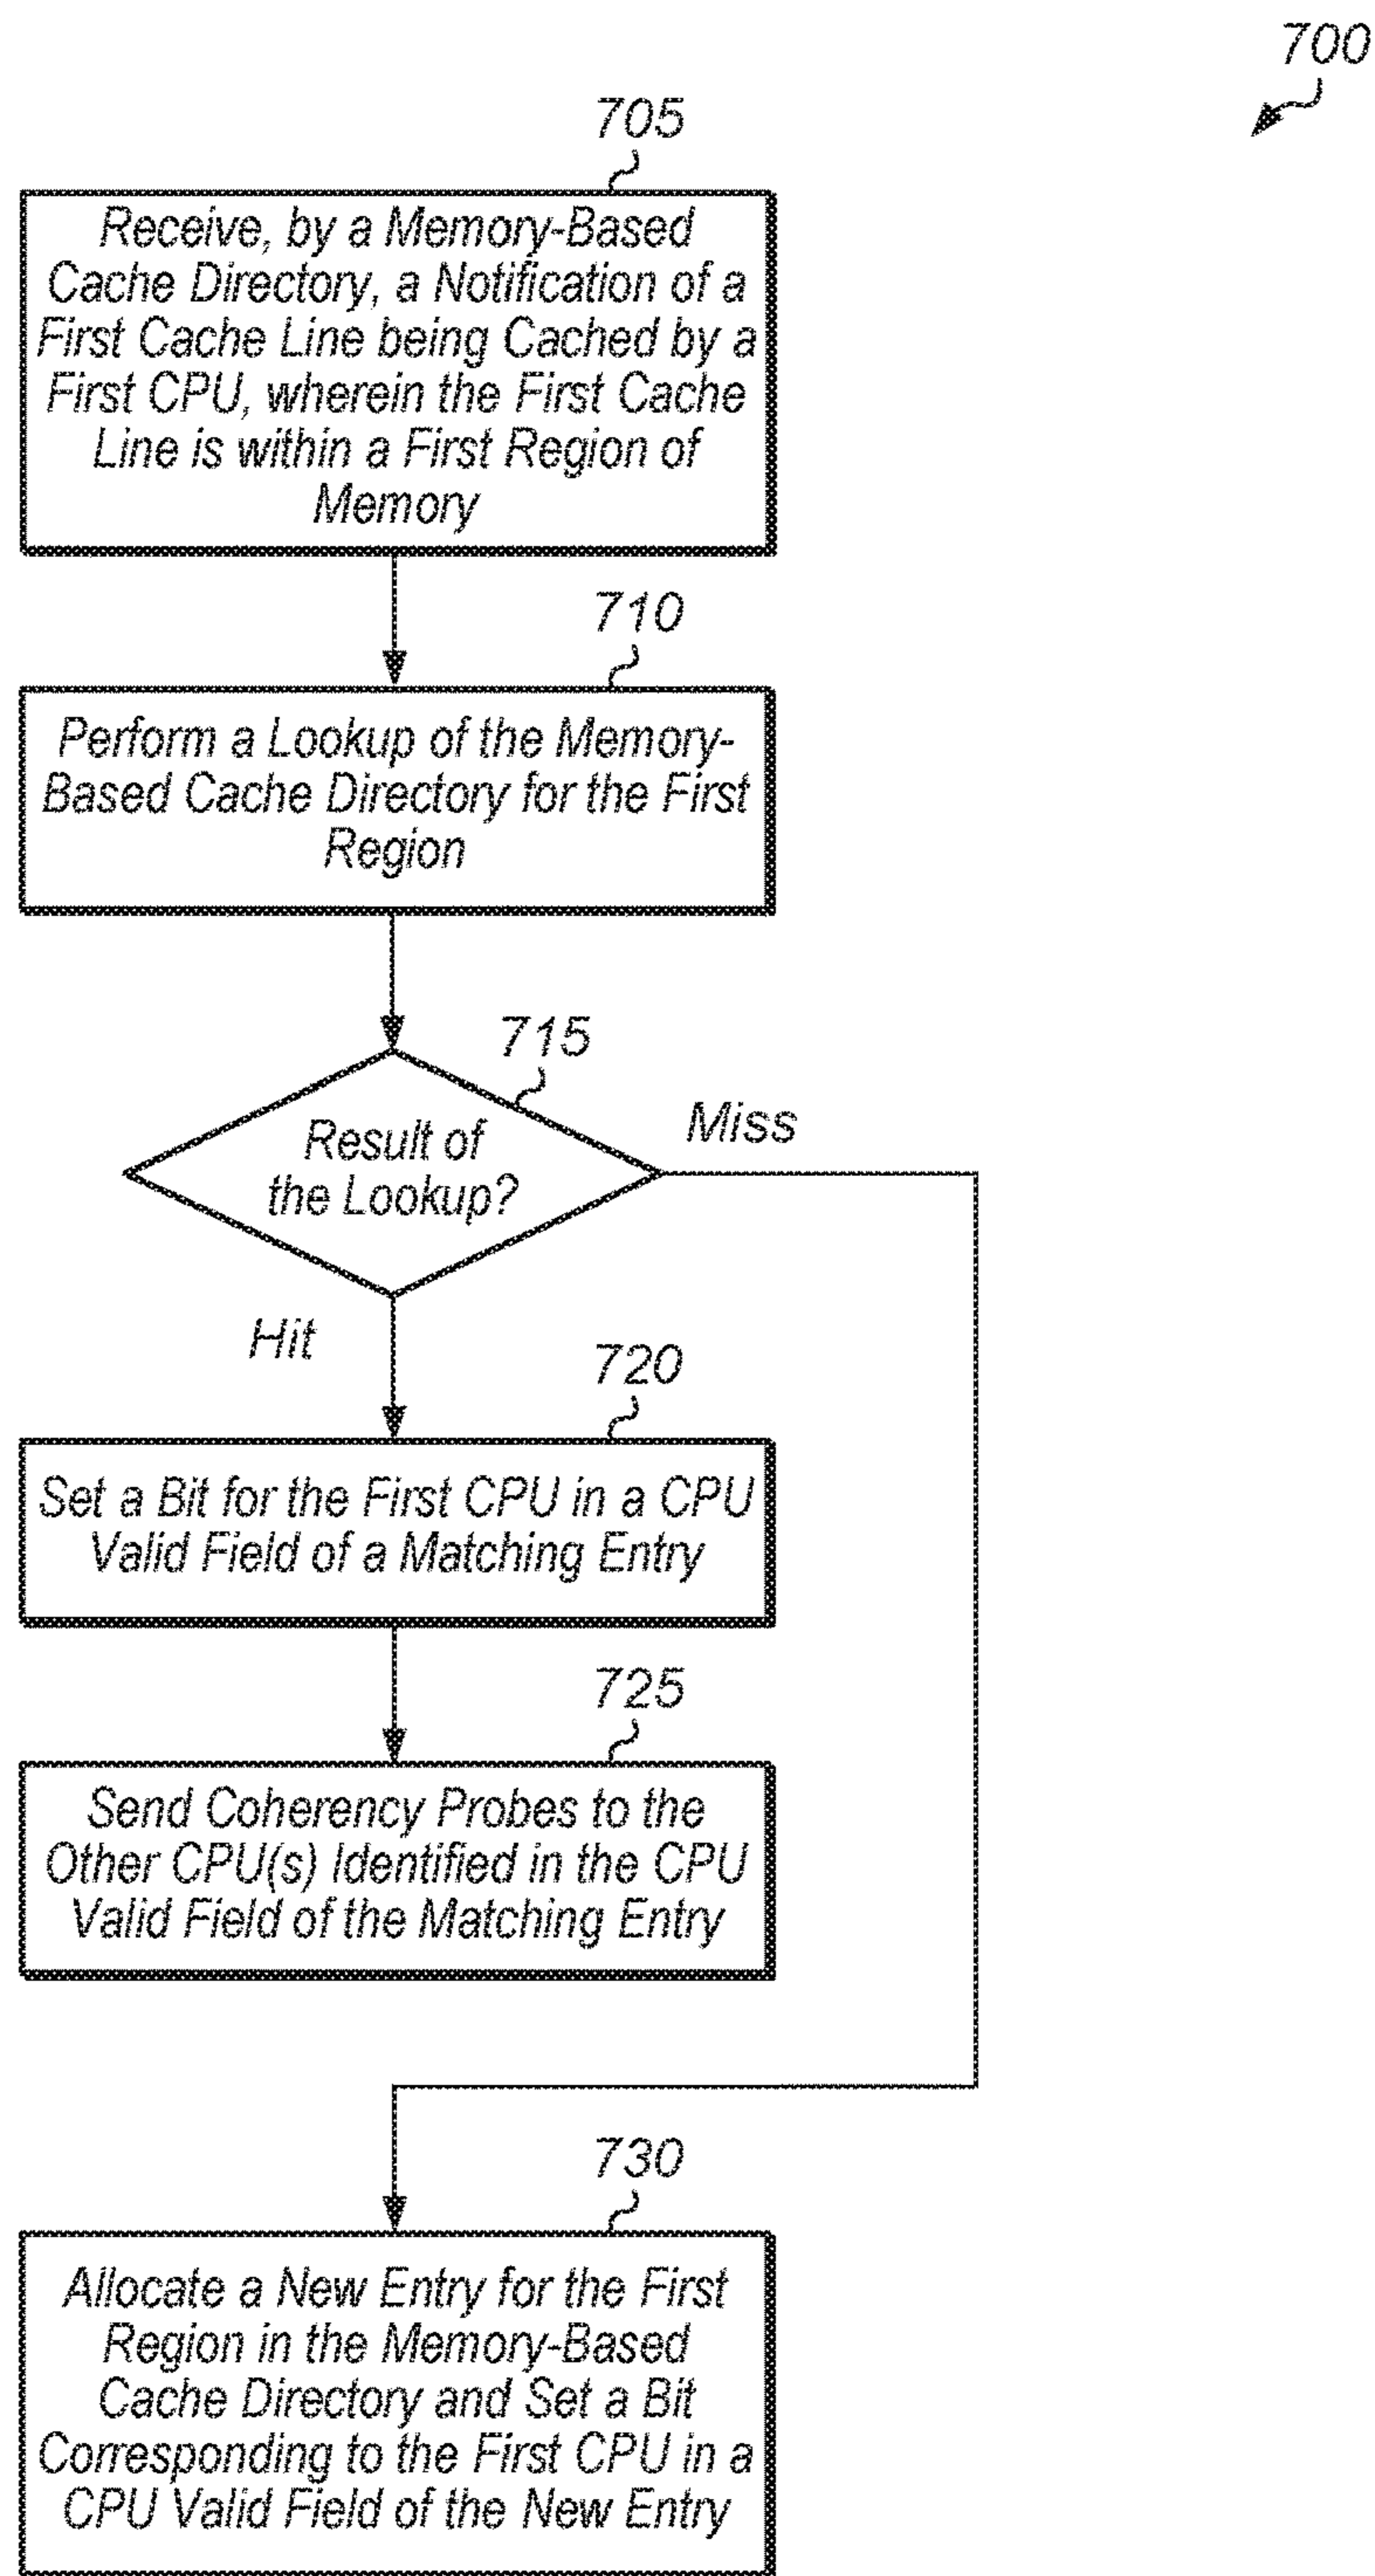 700
705
Receive, by a Memory-Based
Cache Directory, a Notification of a
First Cache Line being Cached by a
First CPU, wherein the First Cache
Line is within a First Region of
Memory
710
Perform a Lookup of the Memory-
Based Cache Directory for the First
Region
715
Result of
the Lookup?
Miss
Hit
720
Set a Bit for the First CPU in a CPU
Valid Field of a Matching Entry
725
Send Coherency Probes to the
Other CPU(s) Identified in the CPU
Valid Field of the Matching Entry
730
Allocate a New Entry for the First
Region in the Memory-Based
Cache Directory and Set a Bit
Corresponding to the First CPU in a
CPU Valid Field of the New Entry